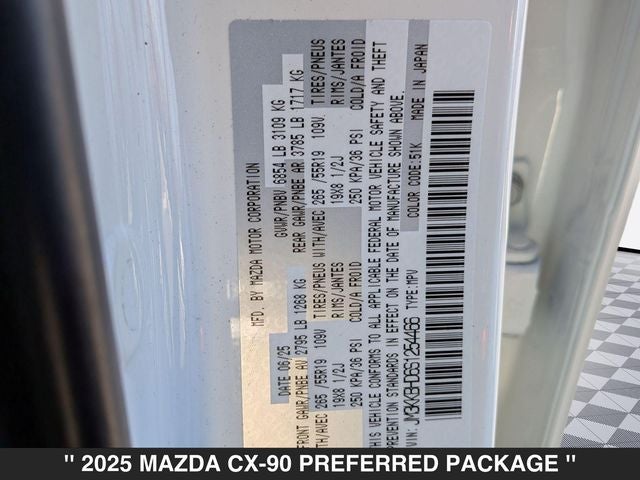 MFD. BY MAZDA MOTOR CORPORATION
DATE 06/25 GVWR/PNBV 6854 LB 3109 KG
FRONT GAWR/PNBE AV 2795 LB 1268 KG REAR GAWR/PNBE AR 3785 LB 1717 KG
WITH/AVEC 265 /55R19 109V TIRES/PNEUS WITH/AVEC 265 /55R19 109V TIRES/PNEUS
19X8 1/2J RIMS/JANTES 19X8 1/2J RIMS/JANTES
250 KPA/36 PSI COLD/A FROID 250 KPA/36 PSI COLD/A FROID
THIS VEHICLE CONFORMS TO ALL APPLICABLE FEDERAL MOTOR VEHICLE SAFETY AND THEFT
PREVENTION STANDARDS IN EFFECT ON THE DATE OF MANUFACTURE SHOWN ABOVE.
VIN: TYPE: MPV COLOR CODE: 51K MADE IN JAPAN
" 2025 MAZDA CX-90 PREFERRED PACKAGE "